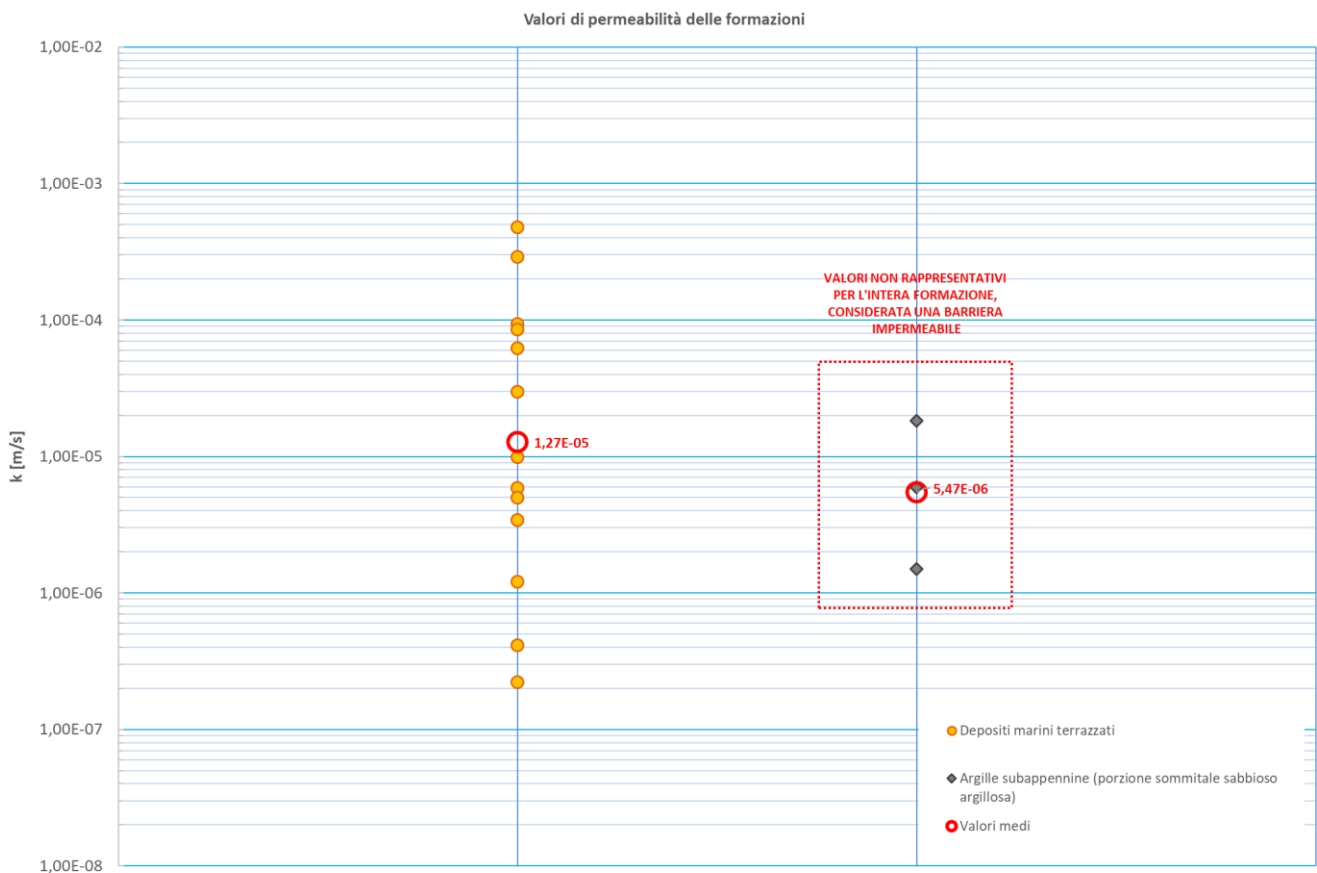 Valori di permeabilità delle formazioni
1,00E-02
1,00E-03
1,00E-04
1,00E-05
1,00E-06
1,00E-07
1,00E-08
k [m/s]
1,27E-05
VALORI NON RAPPRESENTATIVI
PER L'INTERA FORMAZIONE,
CONSIDERATA UNA BARRIERA
IMPERMEABILE
5,47E-06
Depositi marini terrazzati
Argille subappennine (porzione sommitale sabbioso
argillosa)
Valori medi